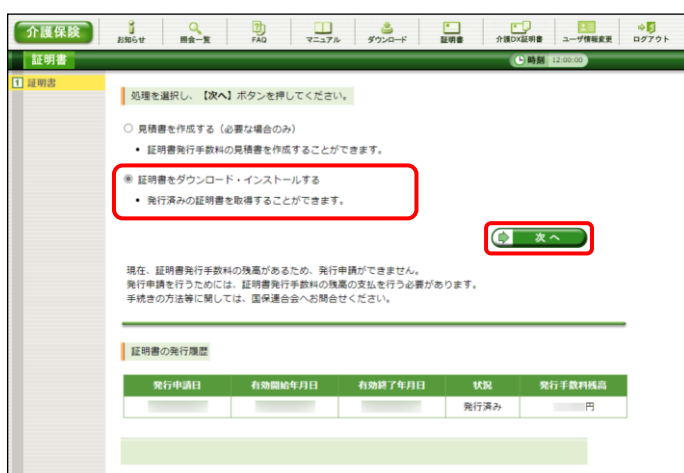 介護保険
お知らせ 照会一覧 FAQ マニュアル ダウンロード 証明書 介護DX証明書 ユーザ情報変更 ログアウト
証明書 時刻 12:00:00
1 証明書
処理を選択し、【次へ】ボタンを押してください。
見積書を作成する（必要な場合のみ）
• 証明書発行手数料の見積書を作成することができます。
証明書をダウンロード・インストールする
• 発行済みの証明書を取得することができます。
次へ
現在、証明書発行手数料の残高があるため、発行申請ができません。
発行申請を行うためには、証明書発行手数料の残高の支払を行う必要があります。
手続きの方法等に関しては、国保連合会へお問合せください。
証明書の発行履歴
発行申請日 有効開始年月日 有効終了年月日 状況 発行手数料残高
発行済み 円